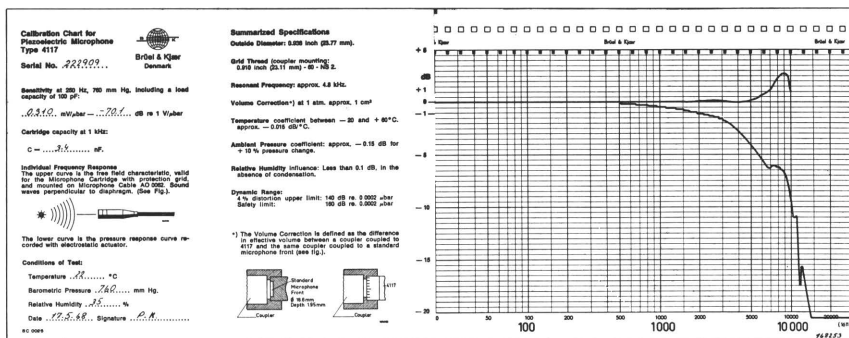 Calibration Chart for
Piezoelectric Microphone
Type 4117
Serial No. 222909
Brüel & Kjær
Denmark
Sensitivity at 250 Hz, 760 mm Hg, including a load
capacity of 100 pF:
0.310 mV/μbar — -70.1 dB re 1 V/μbar
Cartridge capacity at 1 kHz:
C = 3.4 nF.
Individual Frequency Response
The upper curve is the free field characteristic, valid
for the Microphone Cartridge with protection grid,
and mounted on Microphone Cable AO 0062. Sound
waves perpendicular to diaphragm. (See Fig.).
The lower curve is the pressure response curve re-
corded with electrostatic actuator.
Conditions of Test:
Temperature 22 °C
Barometric Pressure 760 mm Hg.
Relative Humidity 35 %
Date 17.5.68 Signature P.K.
BC 0089
Summarized Specifications
Outside Diameter: 0.936 inch (23.77 mm).
Grid Thread (coupler mounting:
0.910 inch (23.11 mm) - 60 - NS 2.
Resonant Frequency: approx. 4.5 kHz.
Volume Correction*) at 1 atm. approx. 1 cm³
Temperature coefficient between — 20 and + 60°C.
approx. — 0.015 dB/°C.
Ambient Pressure coefficient: approx. — 0.15 dB for
+ 10 % pressure change.
Relative Humidity influence: Less than 0.1 dB, in the
absence of condensation.
Dynamic Range:
4 % distortion upper limit: 140 dB re. 0.0002 μbar
Safety limit: 160 dB re. 0.0002 μbar
*) The Volume Correction is defined as the difference
in effective volume between a coupler coupled to
4117 and the same coupler coupled to a standard
microphone front (see fig.).
Standard
Microphone
Front
Coupler
4117
Coupler
Kjær
Brüel & Kjær
Brüel & Kjær
dB
+ 1
0
— 1
— 5
— 10
— 15
— 20
20 50 100 200 500 1000 2000 5000 10000 20000
100 1000 10 000